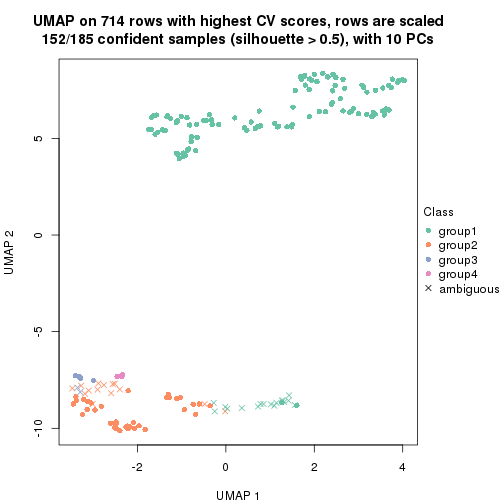 UMAP on 714 rows with highest CV scores, rows are scaled
152/185 confident samples (silhouette > 0.5), with 10 PCs
UMAP 2
5
0
-5
-10
-2
0
2
4
UMAP 1
Class
group1
group2
group3
group4
ambiguous